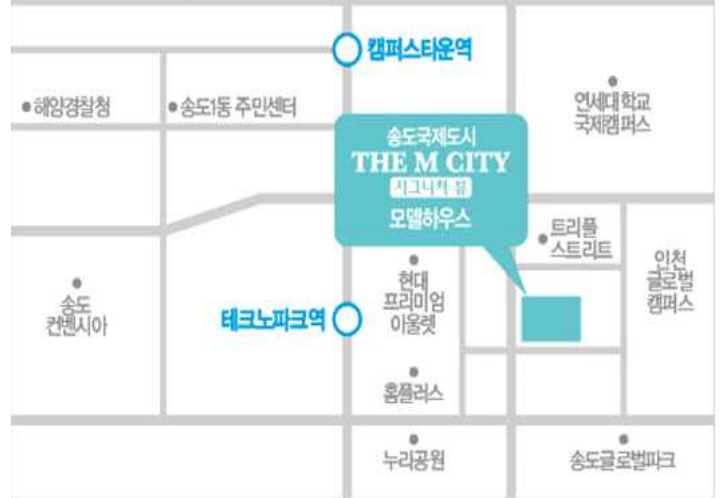 캠퍼스타운역
해양경찰청
송도1동 주민센터
연세대학교
국제캠퍼스
송도국제도시
THE M CITY
시그니처 뷰
모델하우스
트리플
스트리트
인천
글로벌
캠퍼스
송도
컨벤시아
테크노파크역
현대
프리미엄
아울렛
홈플러스
누리공원
송도글로벌파크